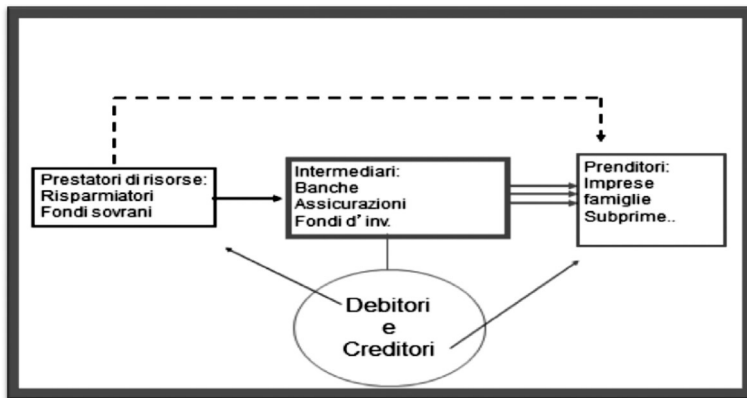 Prestatori di risorse:
Risparmiatori
Fondi sovrani
Intermediari:
Banche
Assicurazioni
Fondi d’inv.
Prenditori:
Imprese
famiglie
Subprime..
Debitori
e
Creditori